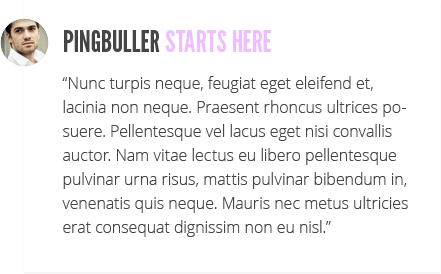 PINGBULLER STARTS HERE
“Nunc turpis neque, feugiat eget eleifend et,
lacinia non neque. Praesent rhoncus ultrices po-
suere. Pellentesque vel lacus eget nisi convallis
auctor. Nam vitae lectus eu libero pellentesque
pulvinar urna risus, mattis pulvinar bibendum in,
venenatis quis neque. Mauris nec metus ultricies
erat consequat dignissim non eu nisl.”